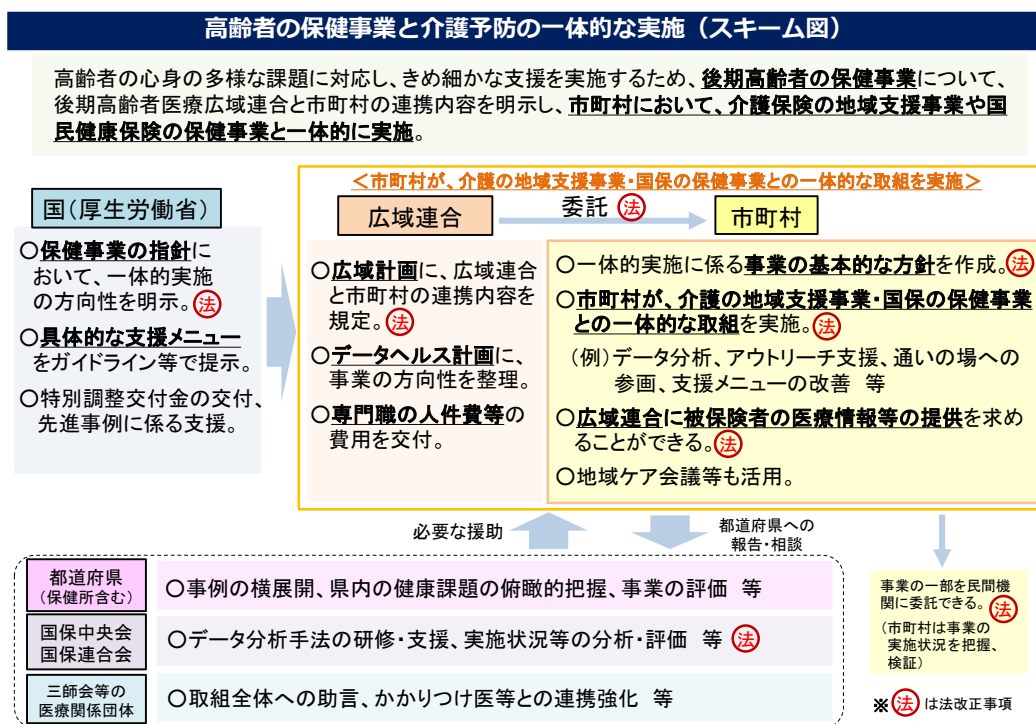 高齢者の保健事業と介護予防の一体的な実施（スキーム図）
高齢者の心身の多様な課題に対応し、きめ細かな支援を実施するため、後期高齢者の保健事業について、
後期高齢者医療広域連合と市町村の連携内容を明示し、市町村において、介護保険の地域支援事業や国
民健康保険の保健事業と一体的に実施。
＜市町村が、介護の地域支援事業・国保の保健事業との一体的な取組を実施＞
国（厚生労働省）
○保健事業の指針に
おいて、一体的実施
の方向性を明示。法
○具体的な支援メニュー
をガイドライン等で提示。
○特別調整交付金の交付、
先進事例に係る支援。
広域連合
委託 法
市町村
○広域計画に、広域連合
と市町村の連携内容を
規定。法
○データヘルス計画に、
事業の方向性を整理。
○専門職の人件費等の
費用を交付。
○一体的実施に係る事業の基本的な方針を作成。法
○市町村が、介護の地域支援事業・国保の保健事業
との一体的な取組を実施。法
（例）データ分析、アウトリーチ支援、通いの場への
参画、支援メニューの改善 等
○広域連合に被保険者の医療情報等の提供を求め
ることができる。法
○地域ケア会議等も活用。
必要な援助
都道府県への
報告・相談
都道府県
（保健所含む）
○事例の横展開、県内の健康課題の俯瞰的把握、事業の評価 等
国保中央会
国保連合会
○データ分析手法の研修・支援、実施状況等の分析・評価 等 法
三師会等の
医療関係団体
○取組全体への助言、かかりつけ医等との連携強化 等
事業の一部を民間機
関に委託できる。法
（市町村は事業の
実施状況を把握、
検証）
※法は法改正事項